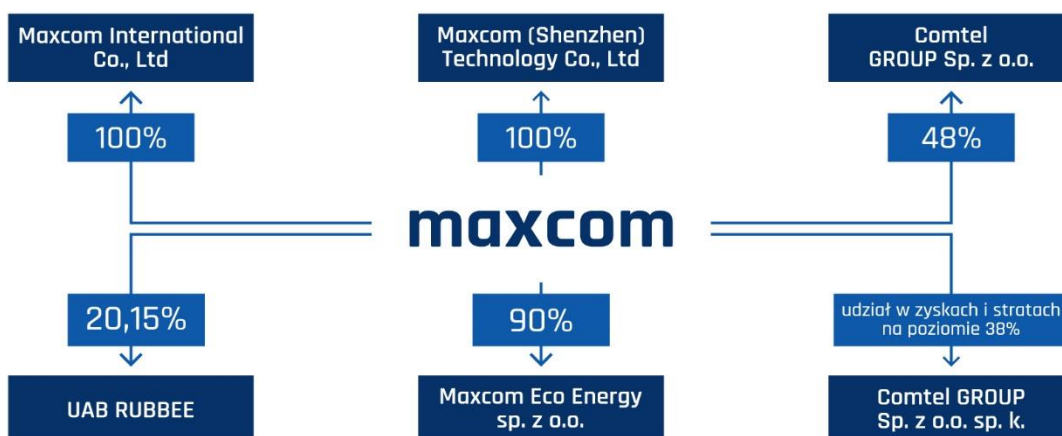 Maxcom International
Co., Ltd
Maxcom (Shenzhen)
Technology Co., Ltd
Comtel
GROUP Sp. z o.o.
100%
100%
48%
maxcom
20,15%
90%
udział w zyskach i stratach
na poziomie 38%
UAB RUBBEE
Maxcom Eco Energy
sp. z o.o.
Comtel GROUP
Sp. z o.o. sp. k.